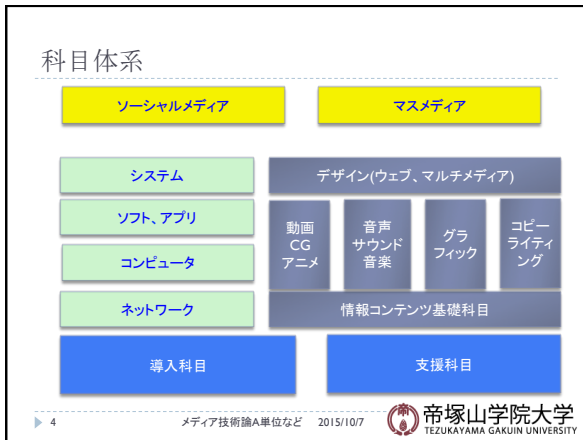 科目体系
ソーシャルメディア
マスメディア
システム
デザイン(ウェブ、マルチメディア)
ソフト、アプリ
動画
CG
アニメ
音声
サウンド
音楽
グラ
フィック
コピー
ライティ
ング
コンピュータ
ネットワーク
情報コンテンツ基礎科目
導入科目
支援科目
4
メディア技術論A単位など 2015/10/7
帝塚山学院大学
TEZUKAYAMA GAKUIN UNIVERSITY